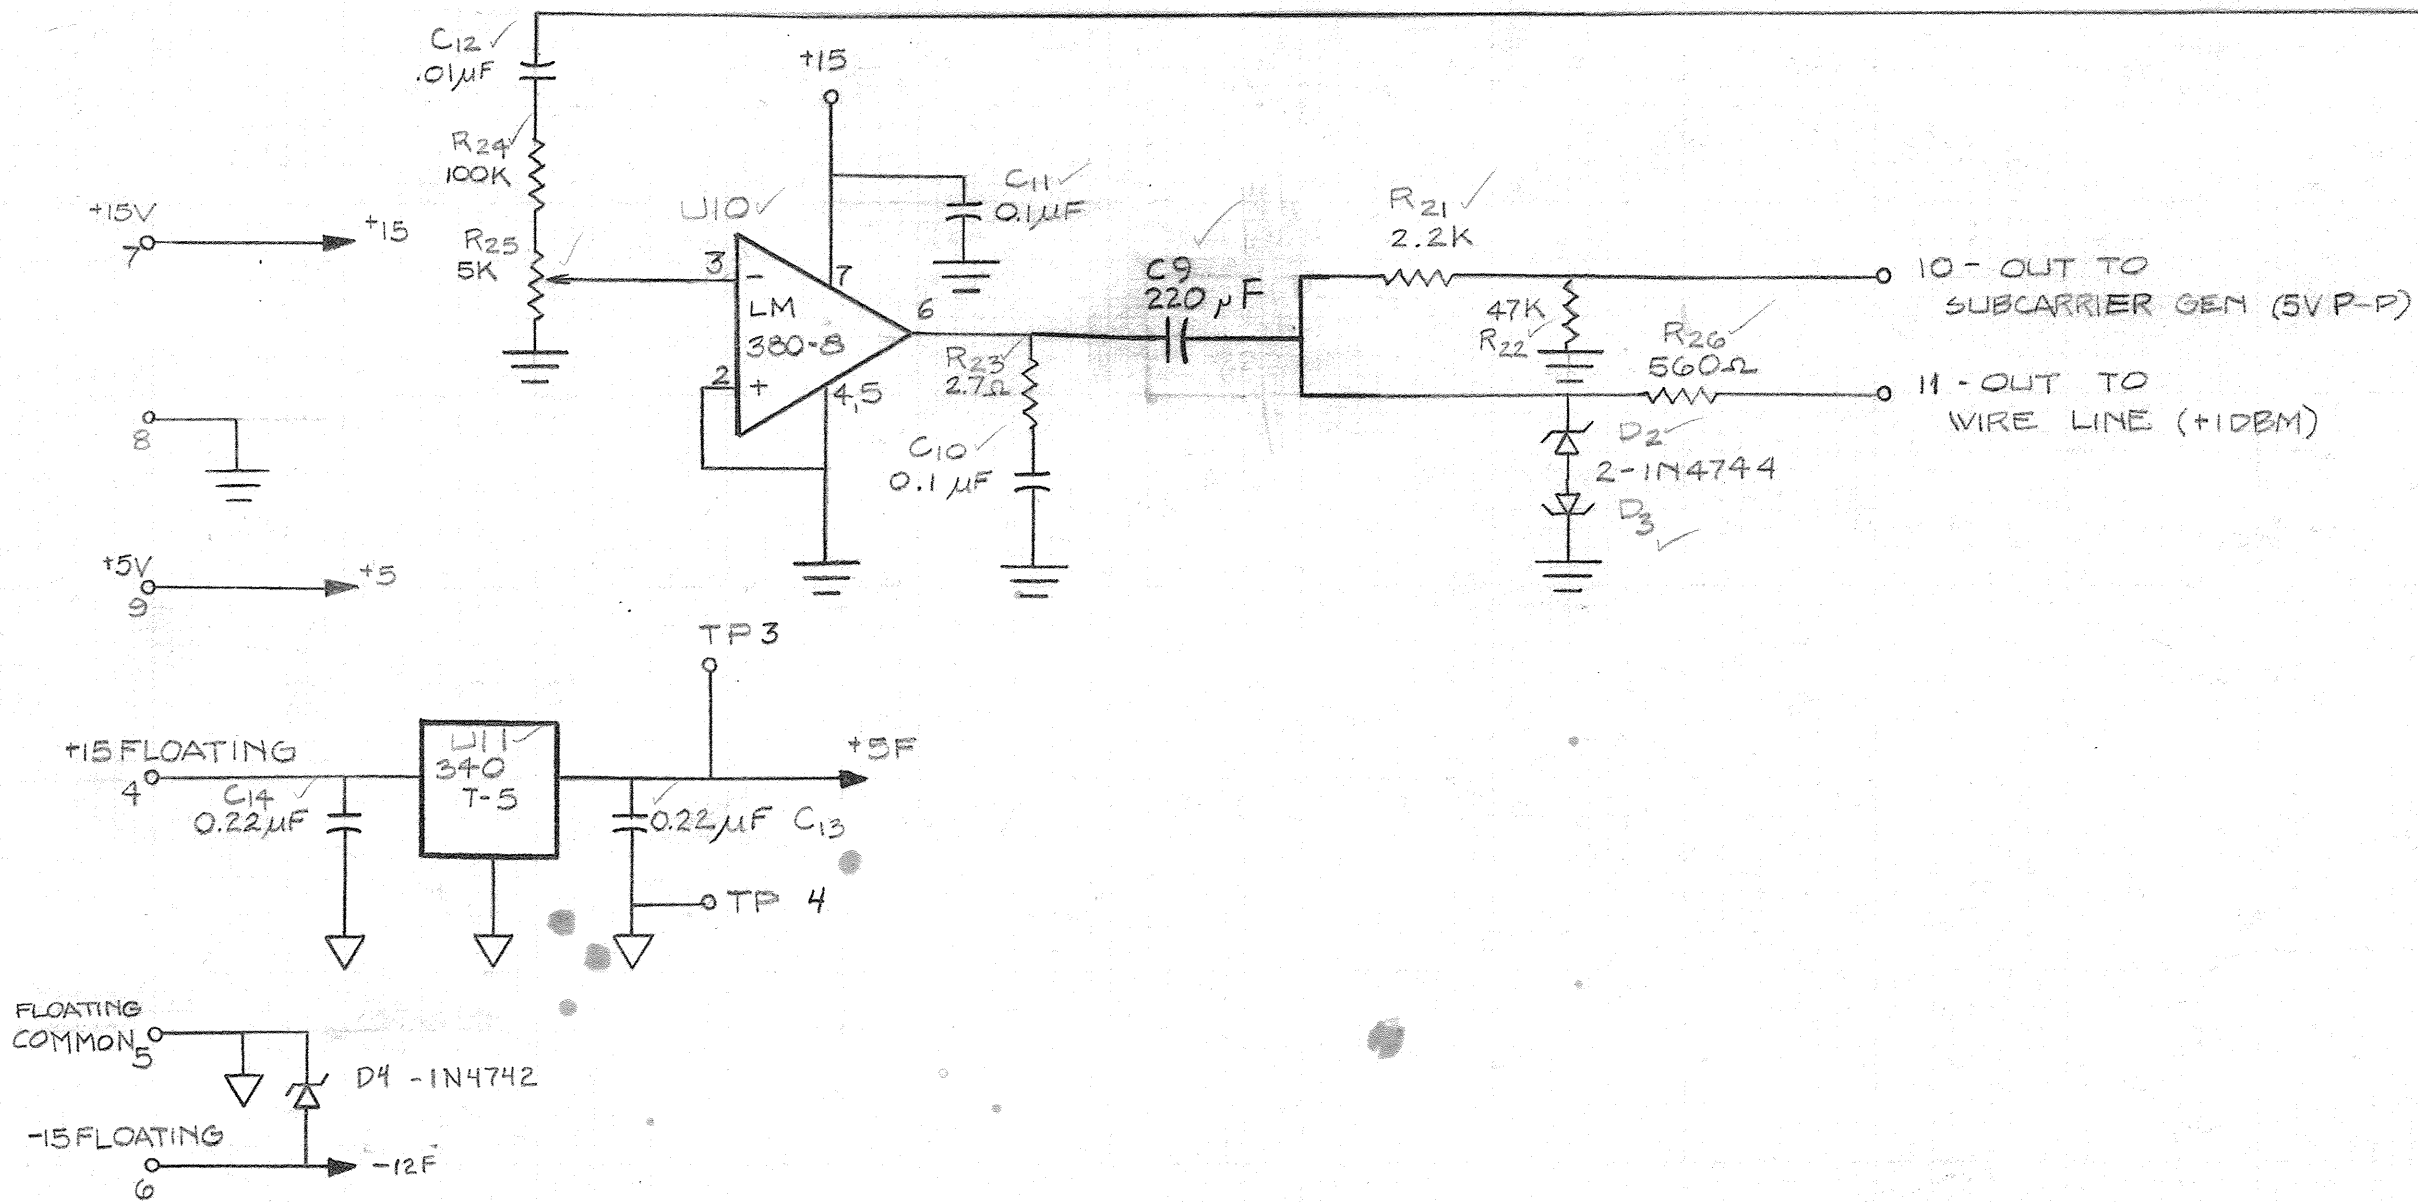 C12
.01µF
+15
R24
100K
C11
0.1µF
R21
2.2K
U10
+15V
7
+15
R25
5K
3
-
7
LM
380-8
6
2
+
4,5
C9
220 µF
10 - OUT TO
SUBCARRIER GEN (5V P-P)
47K
R22
R26
560Ω
R23
2.7Ω
11 - OUT TO
WIRE LINE (+1DBM)
8
C10
0.1 µF
D2
2-1N4744
D3
+5V
9
+5
TP3
+15 FLOATING
4
U11
340
T-5
+5F
C14
0.22µF
0.22µF C13
TP 4
FLOATING
COMMON
5
D4 -1N4742
-15 FLOATING
6
-12F